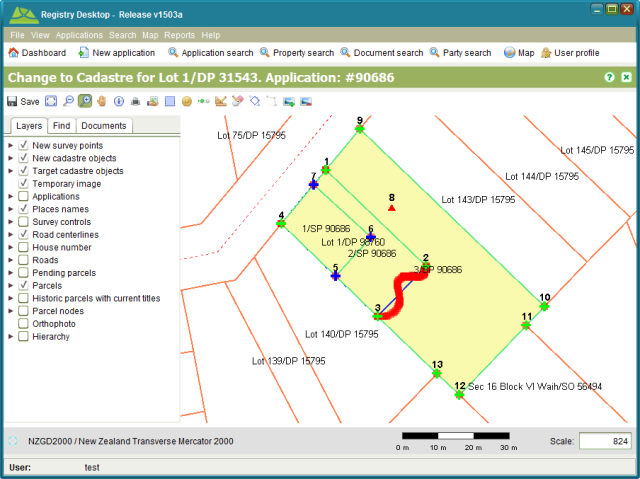 Registry Desktop - Release v1503a
File View Applications Search Map Reports Help
Dashboard New application Application search Property search Document search Party search Map User profile
Change to Cadastre for Lot 1/DP 31543. Application: #90686
Save
Layers Find Documents
New survey points
New cadastre objects
Target cadastre objects
Temporary image
Applications
Places names
Survey controls
Road centerlines
House number
Roads
Pending parcels
Parcels
Historic parcels with current titles
Parcel nodes
Orthophoto
Hierarchy
9
Lot 75/DP 15795
Lot 145/DP 15795
1
Lot 144/DP 15795
7
8
Lot 143/DP 15795
4
1/SP 90686
6
Lot 1/DP 98760
2/SP 90686
2
5
3/DP 90686
3
10
11
Lot 140/DP 15795
Lot 139/DP 15795
13
12
Sec 16 Block VI Waih/SO 56494
NZGD2000 / New Zealand Transverse Mercator 2000
0 m 10 m 20 m 30 m
Scale: 824
User: test